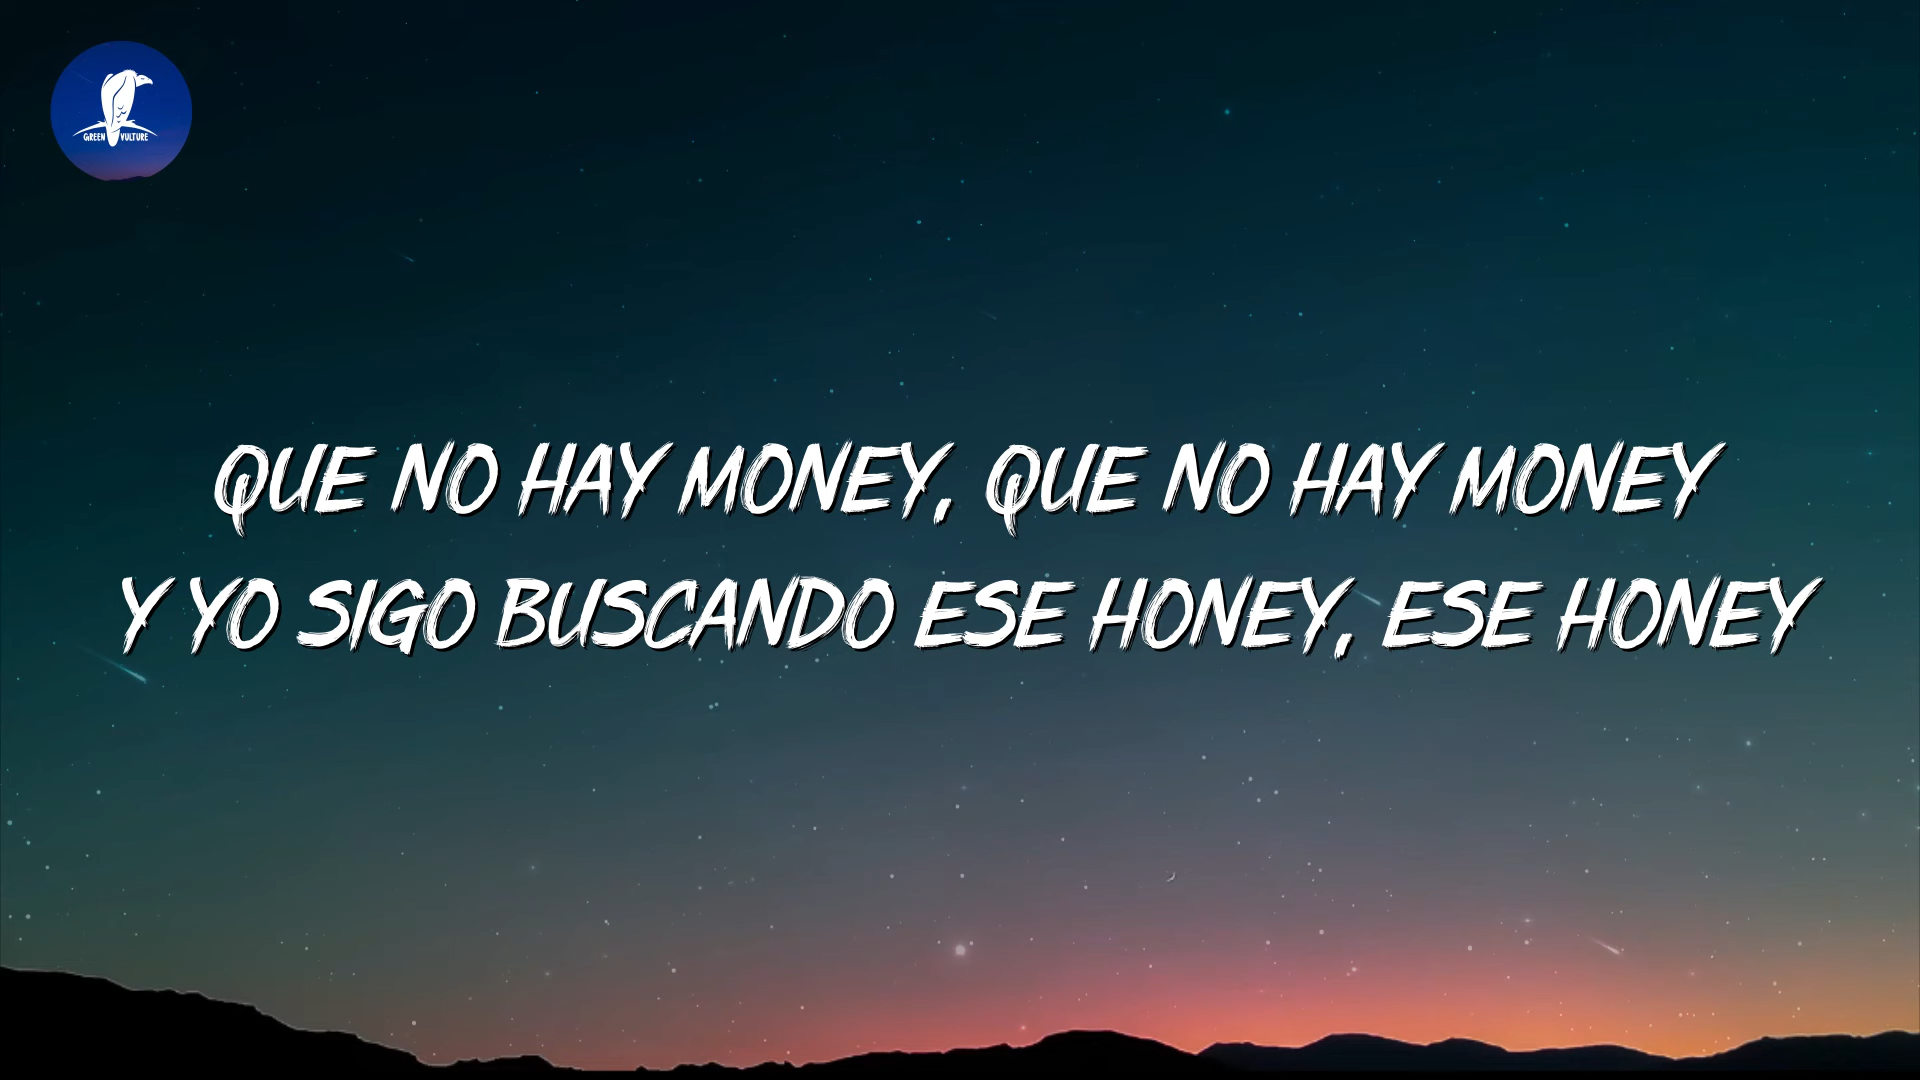 GREEN VULTURE
QUE NO HAY MONEY, QUE NO HAY MONEY
Y YO SIGO BUSCANDO ESE HONEY, ESE HONEY